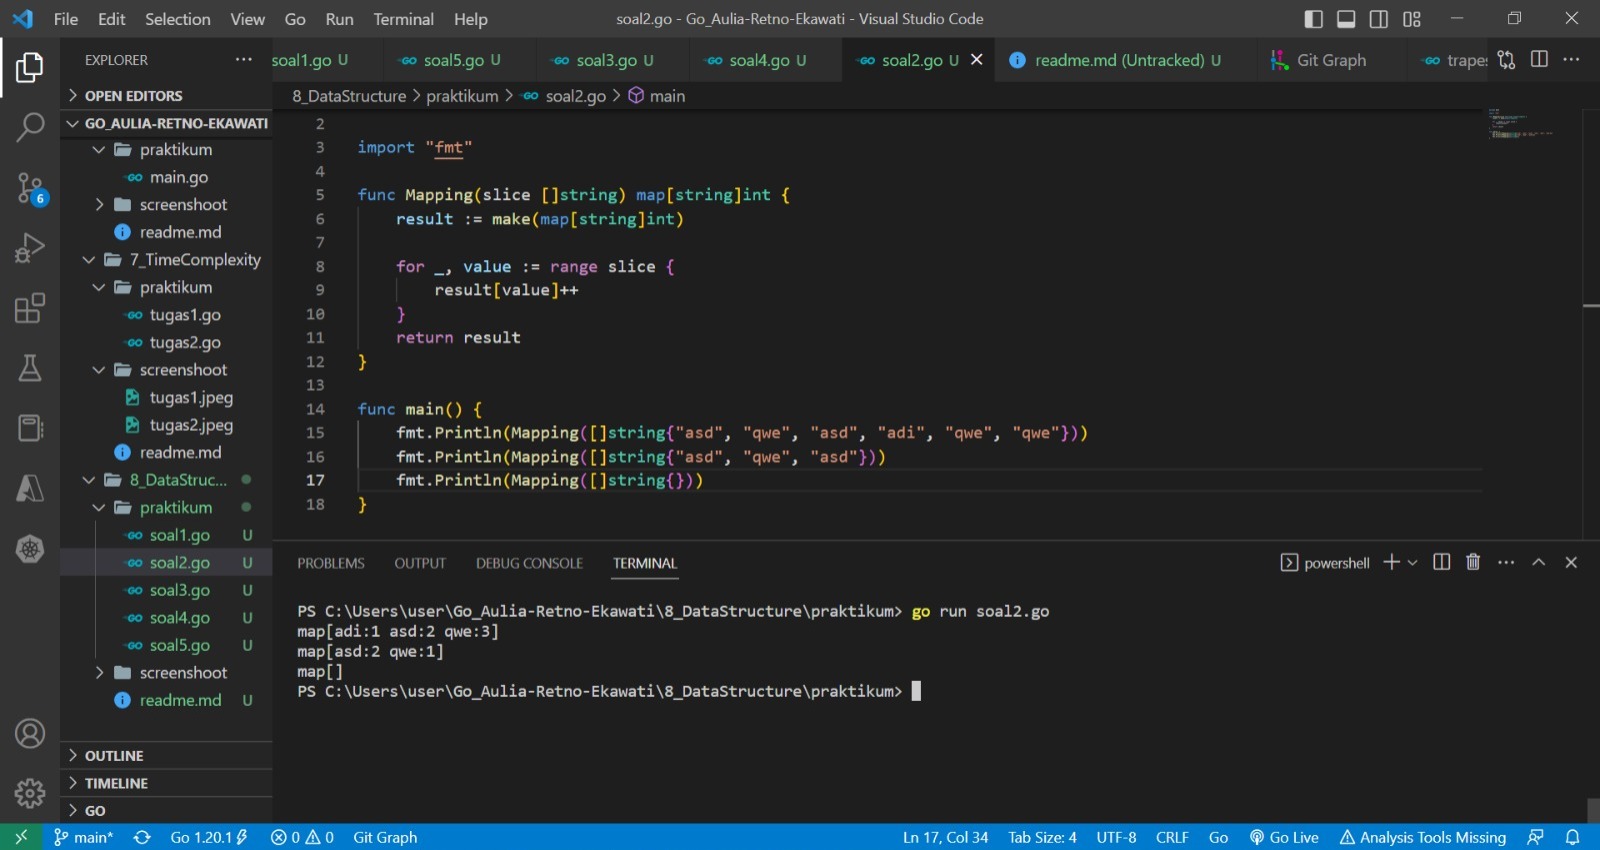 File Edit Selection View Go Run Terminal Help
soal2.go - Go_Aulia-Retno-Ekawati - Visual Studio Code
EXPLORER
soal1.go U
soal5.go U
soal3.go U
soal4.go U
soal2.go U
readme.md (Untracked) U
Git Graph
trapes
8_DataStructure > praktikum > soal2.go > main
OPEN EDITORS
GO_AULIA-RETNO-EKAWATI
praktikum
main.go
screenshoot
readme.md
7_TimeComplexity
praktikum
tugas1.go
tugas2.go
screenshoot
tugas1.jpeg
tugas2.jpeg
readme.md
8_DataStruc...
praktikum
soal1.go U
soal2.go U
soal3.go U
soal4.go U
soal5.go U
screenshoot
readme.md U
OUTLINE
TIMELINE
GO
6
2
3 import "fmt"
4
5 func Mapping(slice []string) map[string]int {
6 result := make(map[string]int)
7
8 for _, value := range slice {
9 result[value]++
10 }
11 return result
12 }
13
14 func main() {
15 fmt.Println(Mapping([]string{"asd", "qwe", "asd", "adi", "qwe", "qwe"}))
16 fmt.Println(Mapping([]string{"asd", "qwe", "asd"}))
17 fmt.Println(Mapping([]string{}))
18 }
PROBLEMS OUTPUT DEBUG CONSOLE TERMINAL
powershell
PS C:\Users\user\Go_Aulia-Retno-Ekawati\8_DataStructure\praktikum> go run soal2.go
map[adi:1 asd:2 qwe:3]
map[asd:2 qwe:1]
map[]
PS C:\Users\user\Go_Aulia-Retno-Ekawati\8_DataStructure\praktikum>
main* Go 1.20.1 0 0 Git Graph
Ln 17, Col 34 Tab Size: 4 UTF-8 CRLF Go Go Live Analysis Tools Missing